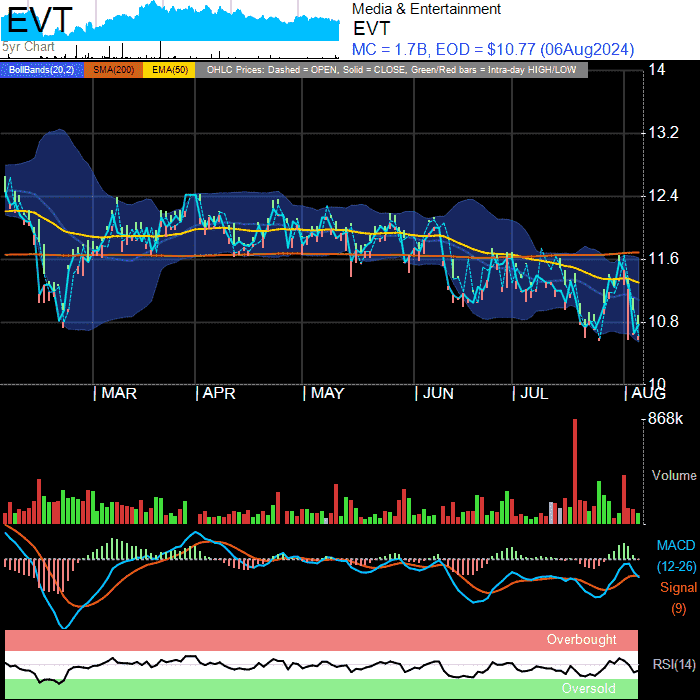 EVT
5yr Chart
Media & Entertainment
EVT
MC = 1.7B, EOD = $10.77 (06Aug2024)
BollBands(20,2) SMA(200) EMA(50) OHLC Prices: Dashed = OPEN, Solid = CLOSE, Green/Red bars = Intra-day HIGH/LOW
14
13.2
12.4
11.6
10.8
10
| MAR | APR | MAY | JUN | JUL | AUG
868k
Volume
MACD
(12-26)
Signal
(9)
Overbought
RSI(14)
Oversold